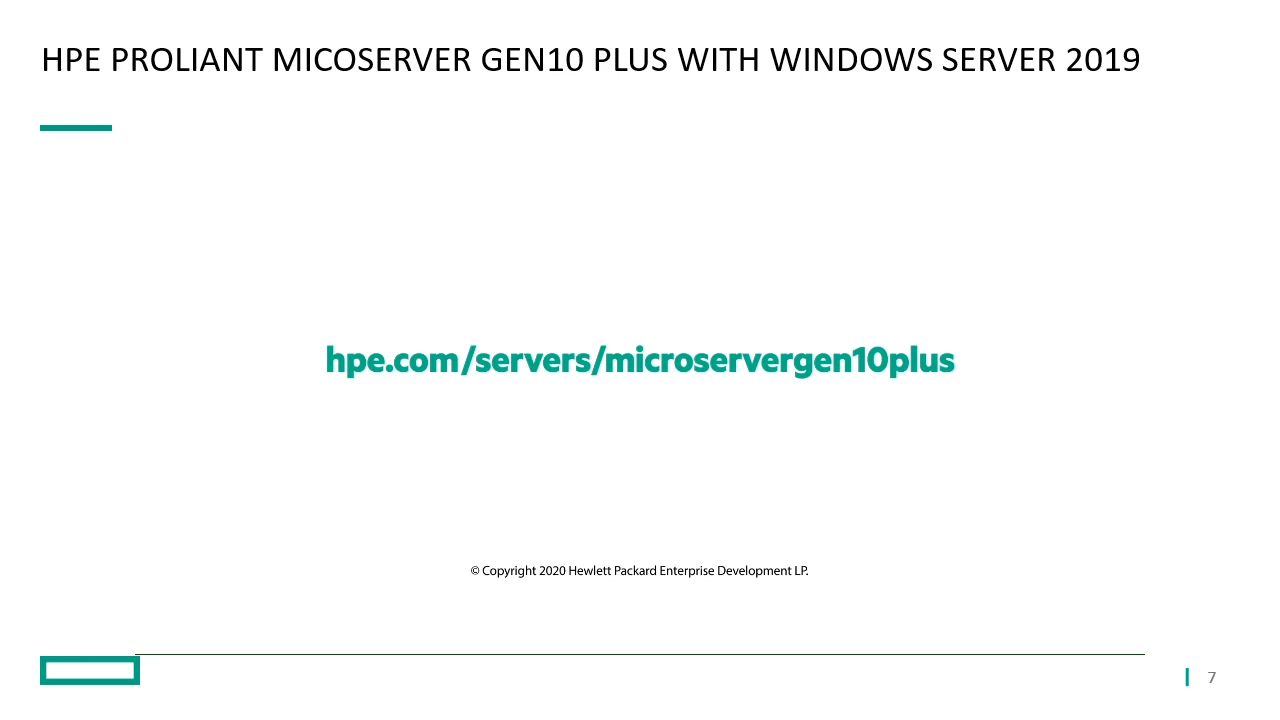 HPE PROLIANT MICOSERVER GEN10 PLUS WITH WINDOWS SERVER 2019
hpe.com/servers/microservergen10plus
© Copyright 2020 Hewlett Packard Enterprise Development LP.
7